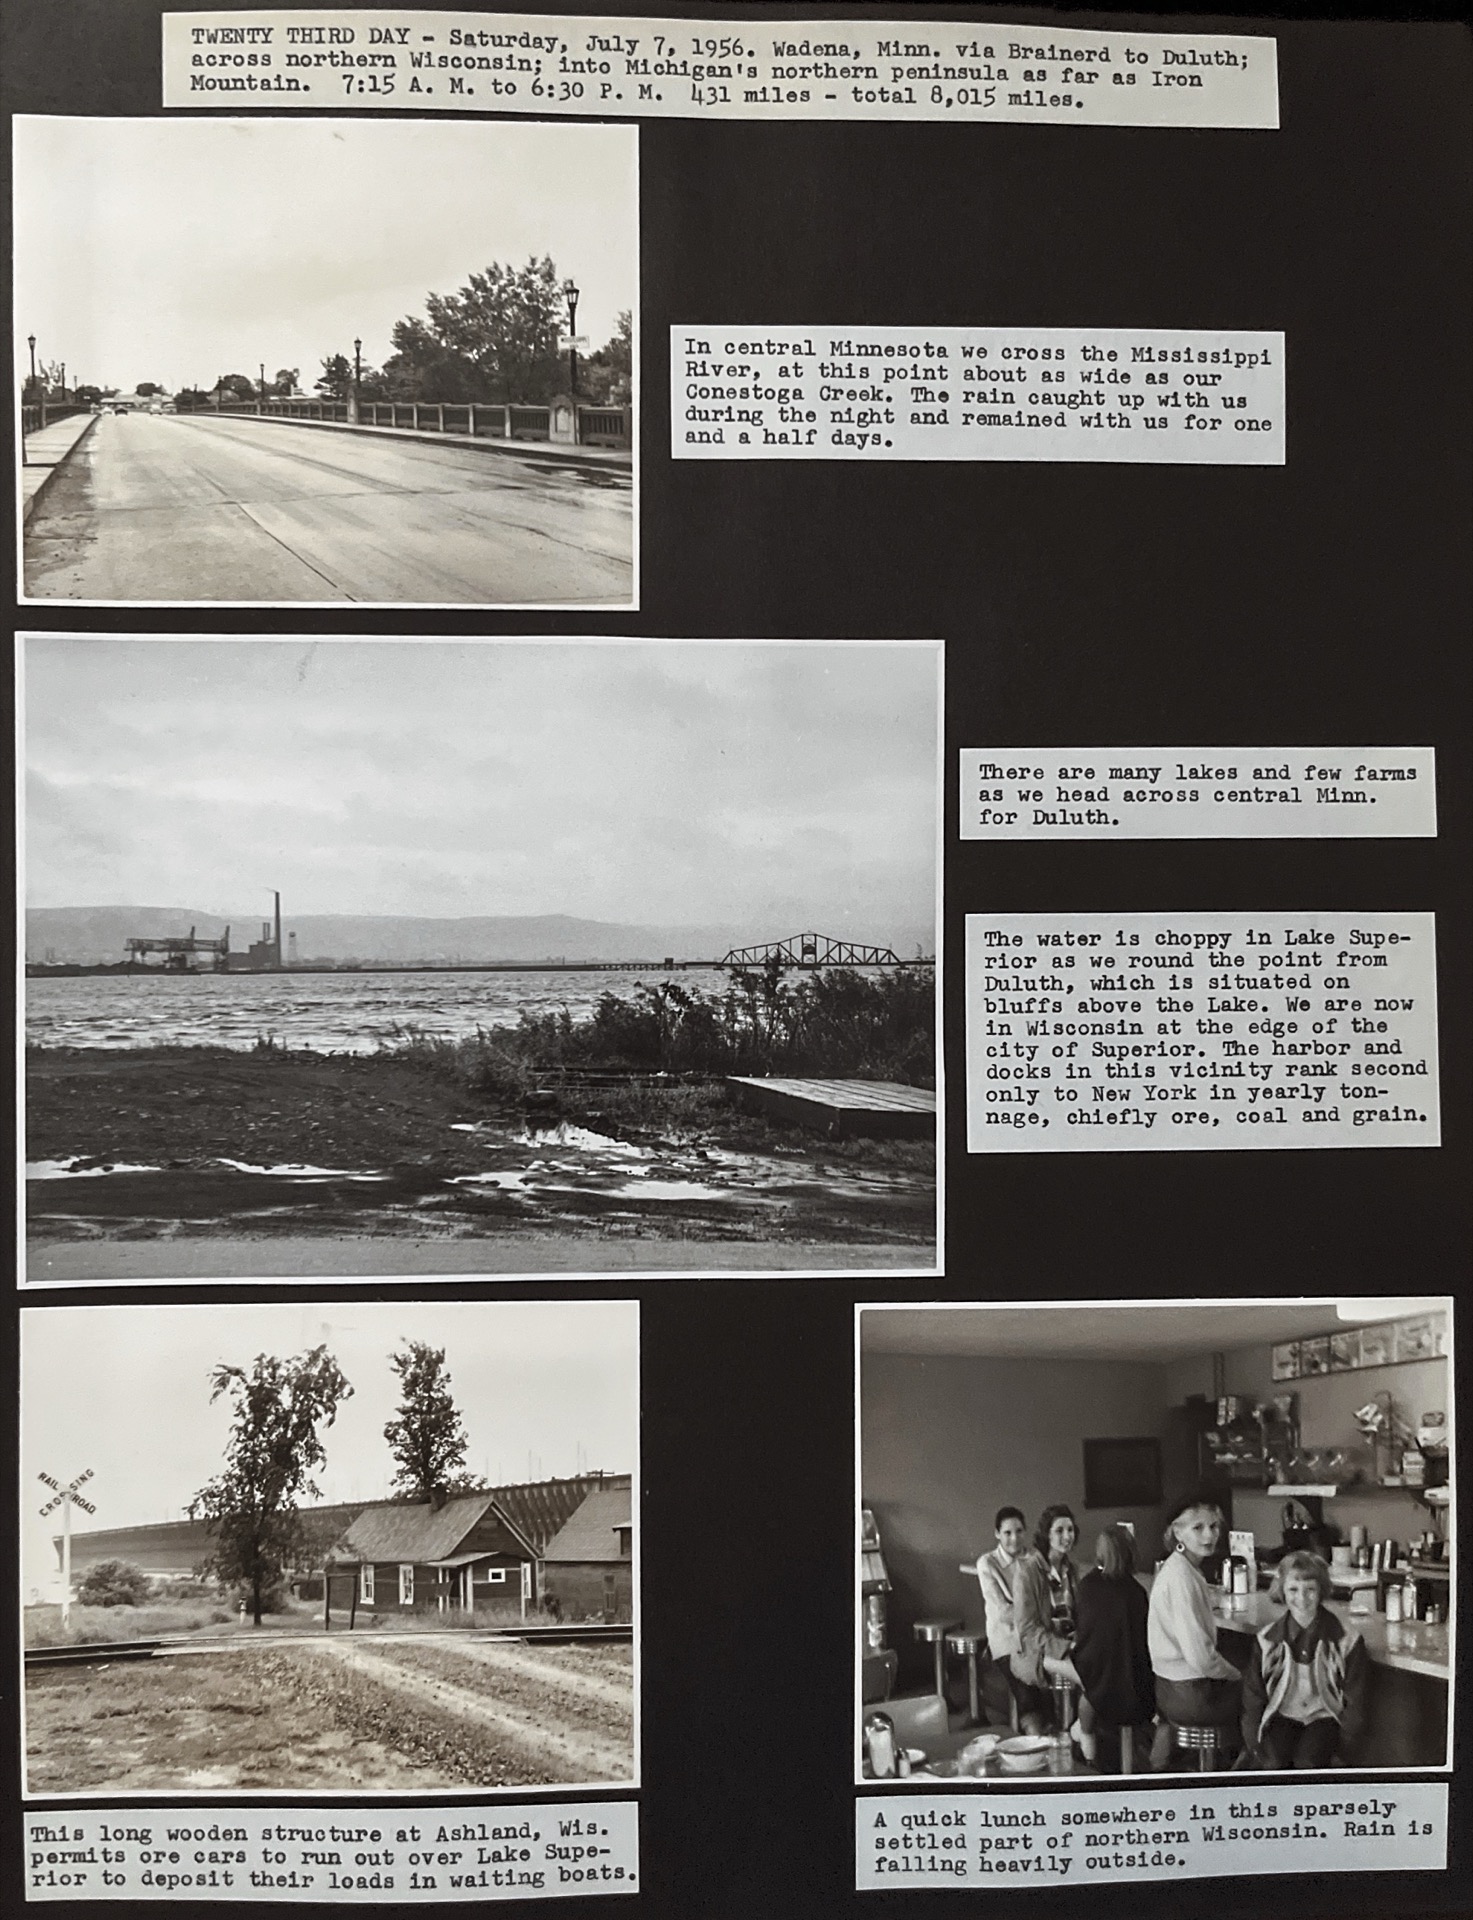 TWENTY THIRD DAY - Saturday, July 7, 1956. Wadena, Minn. via Brainerd to Duluth;
across northern Wisconsin; into Michigan's northern peninsula as far as Iron
Mountain. 7:15 A. M. to 6:30 P. M. 431 miles - total 8,015 miles.
In central Minnesota we cross the Mississippi
River, at this point about as wide as our
Conestoga Creek. The rain caught up with us
during the night and remained with us for one
and a half days.
There are many lakes and few farms
as we head across central Minn.
for Duluth.
The water is choppy in Lake Supe-
rior as we round the point from
Duluth, which is situated on
bluffs above the Lake. We are now
in Wisconsin at the edge of the
city of Superior. The harbor and
docks in this vicinity rank second
only to New York in yearly ton-
nage, chiefly ore, coal and grain.
RAIL ROAD
CROSSING
This long wooden structure at Ashland, Wis.
permits ore cars to run out over Lake Supe-
rior to deposit their loads in waiting boats.
A quick lunch somewhere in this sparsely
settled part of northern Wisconsin. Rain is
falling heavily outside.